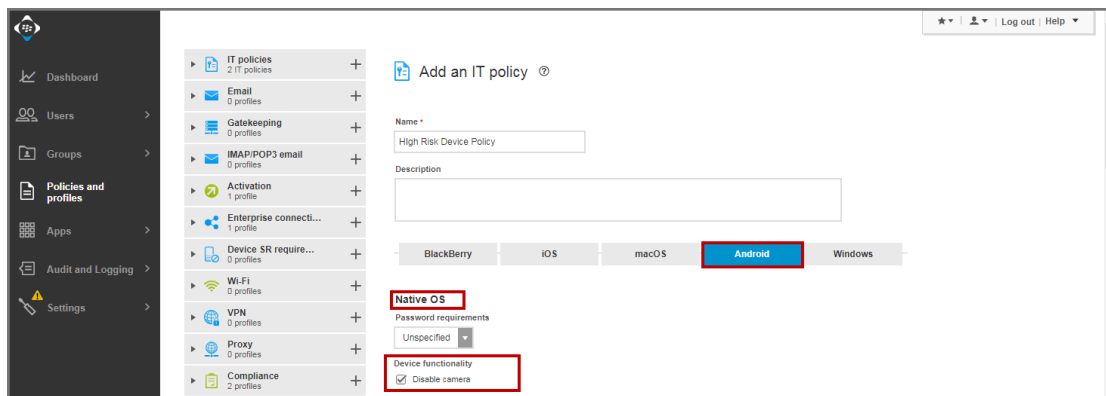 Log out | Help
Dashboard
Users
Groups
Policies and
profiles
Apps
Audit and Logging
Settings
IT policies
2 IT policies
Email
0 profiles
Gatekeeping
0 profiles
IMAP/POP3 email
0 profiles
Activation
1 profile
Enterprise connecti...
1 profile
Device SR require...
0 profiles
Wi-Fi
0 profiles
VPN
0 profiles
Proxy
0 profiles
Compliance
2 profiles
Add an IT policy
Name *
HIgh Risk Device Policy
Description
BlackBerry iOS macOS Android Windows
Native OS
Password requirements
Unspecified
Device functionality
Disable camera